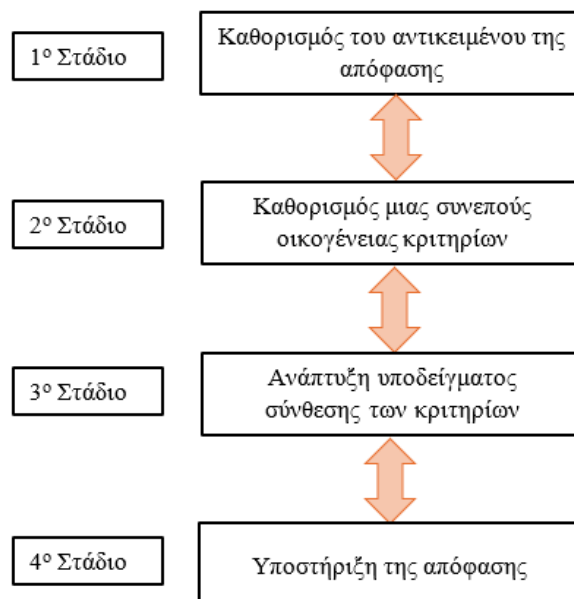 1ο Στάδιο
Καθορισμός του αντικειμένου της
απόφασης
2ο Στάδιο
Καθορισμός μιας συνεπούς
οικογένειας κριτηρίων
3ο Στάδιο
Ανάπτυξη υποδείγματος
σύνθεσης των κριτηρίων
4ο Στάδιο
Υποστήριξη της απόφασης